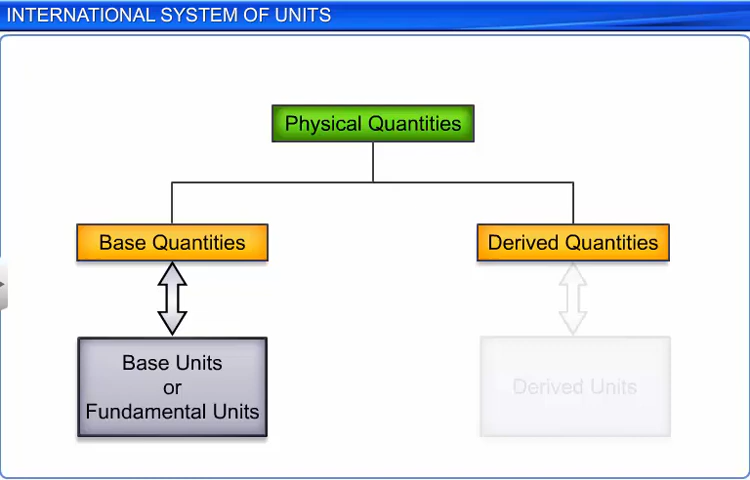 INTERNATIONAL SYSTEM OF UNITS
Physical Quantities
Base Quantities
Derived Quantities
Base Units
or
Fundamental Units
Derived Units